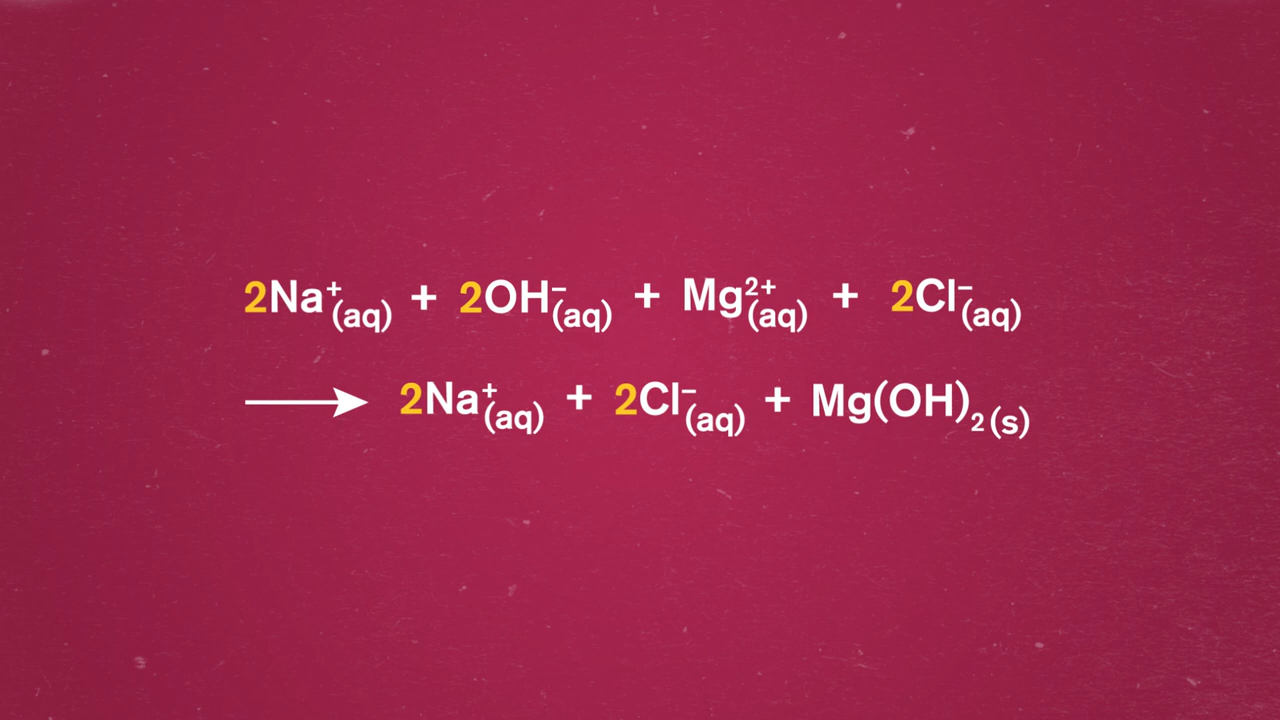 2Na⁺(aq) + 2OH⁻(aq) + Mg²⁺(aq) + 2Cl⁻(aq)
⟶ 2Na⁺(aq) + 2Cl⁻(aq) + Mg(OH)₂(s)